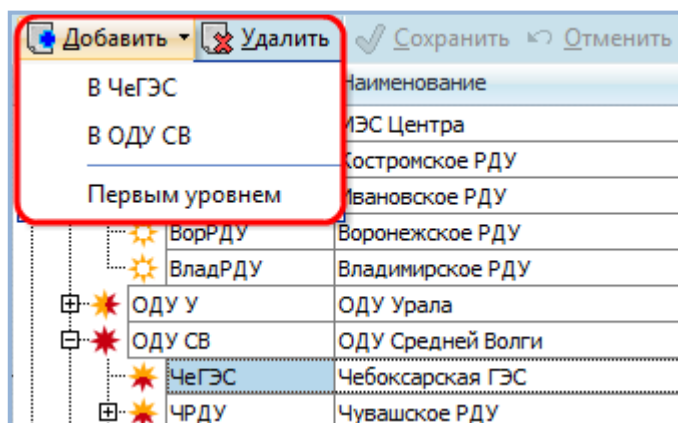 Добавить Удалить Сохранить Отменить
В ЧеГЭС
Наименование
В ОДУ СВ
МЭС Центра
Костромское РДУ
Первым уровнем
Ивановское РДУ
ВорРДУ Воронежское РДУ
ВладРДУ Владимирское РДУ
ОДУ У ОДУ Урала
ОДУ СВ ОДУ Средней Волги
ЧеГЭС Чебоксарская ГЭС
ЧРДУ Чувашское РДУ